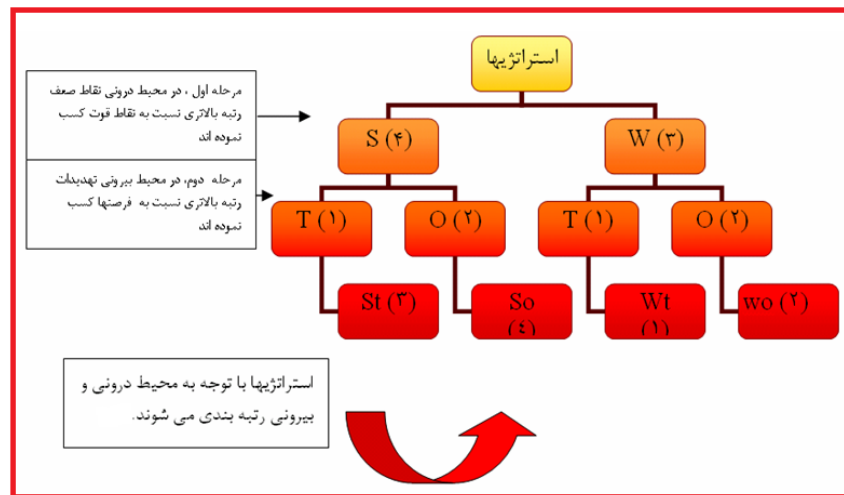 استراتژیها
مرحله اول ، در محیط درونی نقاط صعف
رتبه بالاتری نسبت به نقاط قوت کسب
نموده اند
S (۴)
W (۳)
مرحله دوم، در محیط بیرونی تهدیدات
رتبه بالاتری نسبت به فرصتها کسب
نموده اند
T (۱)
O (۲)
T (۱)
O (۲)
St (۳)
So
(٤)
Wt
(۱)
wo (۲)
استراتژیها با توجه به محیط درونی و
بیرونی رتبه بندی می شوند.